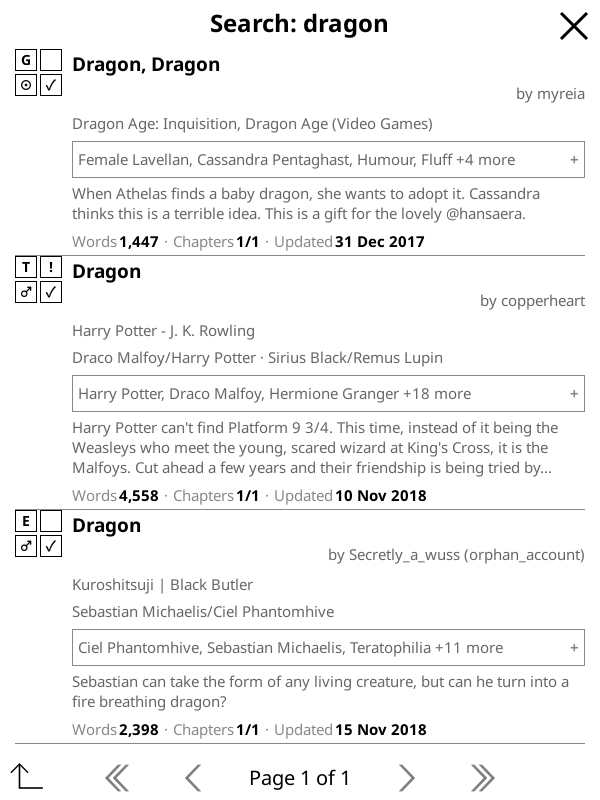 Search: dragon
G
Dragon, Dragon
✓
by myreia
Dragon Age: Inquisition, Dragon Age (Video Games)
Female Lavellan, Cassandra Pentaghast, Humour, Fluff +4 more +
When Athelas finds a baby dragon, she wants to adopt it. Cassandra
thinks this is a terrible idea. This is a gift for the lovely @hansaera.
Words 1,447 · Chapters 1/1 · Updated 31 Dec 2017
T !
Dragon
♂ ✓
by copperheart
Harry Potter - J. K. Rowling
Draco Malfoy/Harry Potter · Sirius Black/Remus Lupin
Harry Potter, Draco Malfoy, Hermione Granger +18 more +
Harry Potter can't find Platform 9 3/4. This time, instead of it being the
Weasleys who meet the young, scared wizard at King's Cross, it is the
Malfoys. Cut ahead a few years and their friendship is being tried by...
Words 4,558 · Chapters 1/1 · Updated 10 Nov 2018
E
Dragon
♂ ✓
by Secretly_a_wuss (orphan_account)
Kuroshitsuji | Black Butler
Sebastian Michaelis/Ciel Phantomhive
Ciel Phantomhive, Sebastian Michaelis, Teratophilia +11 more +
Sebastian can take the form of any living creature, but can he turn into a
fire breathing dragon?
Words 2,398 · Chapters 1/1 · Updated 15 Nov 2018
Page 1 of 1